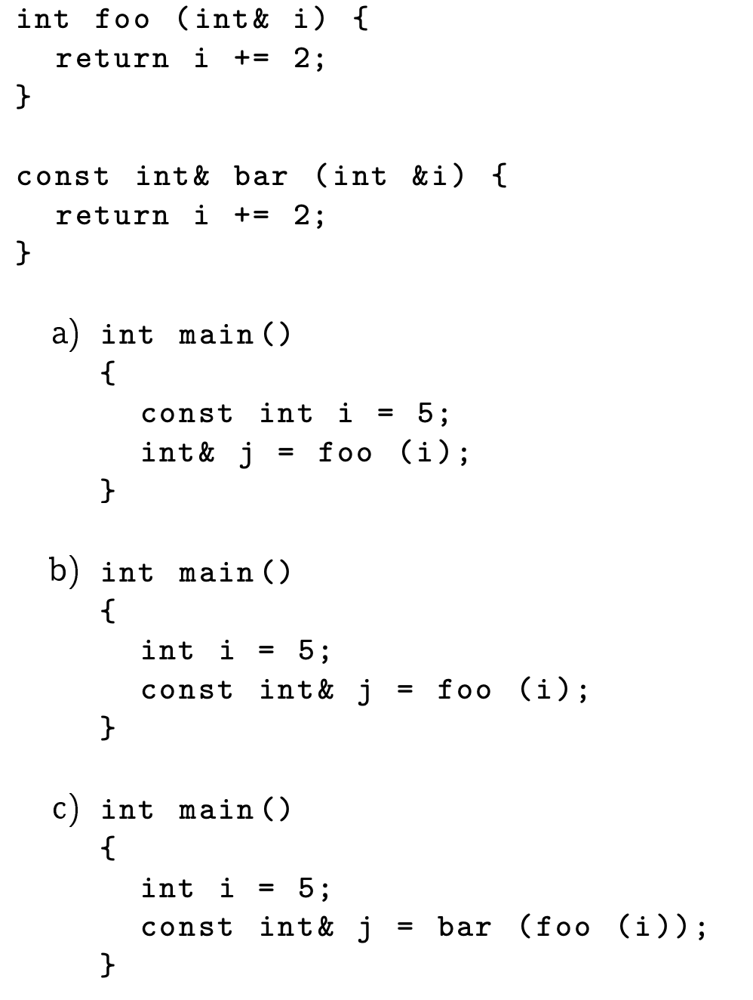 int foo (int& i) {
  return i += 2;
}

const int& bar (int &i) {
  return i += 2;
}

a) int main()
   {
     const int i = 5;
     int& j = foo (i);
   }

b) int main()
   {
     int i = 5;
     const int& j = foo (i);
   }

c) int main()
   {
     int i = 5;
     const int& j = bar (foo (i));
   }